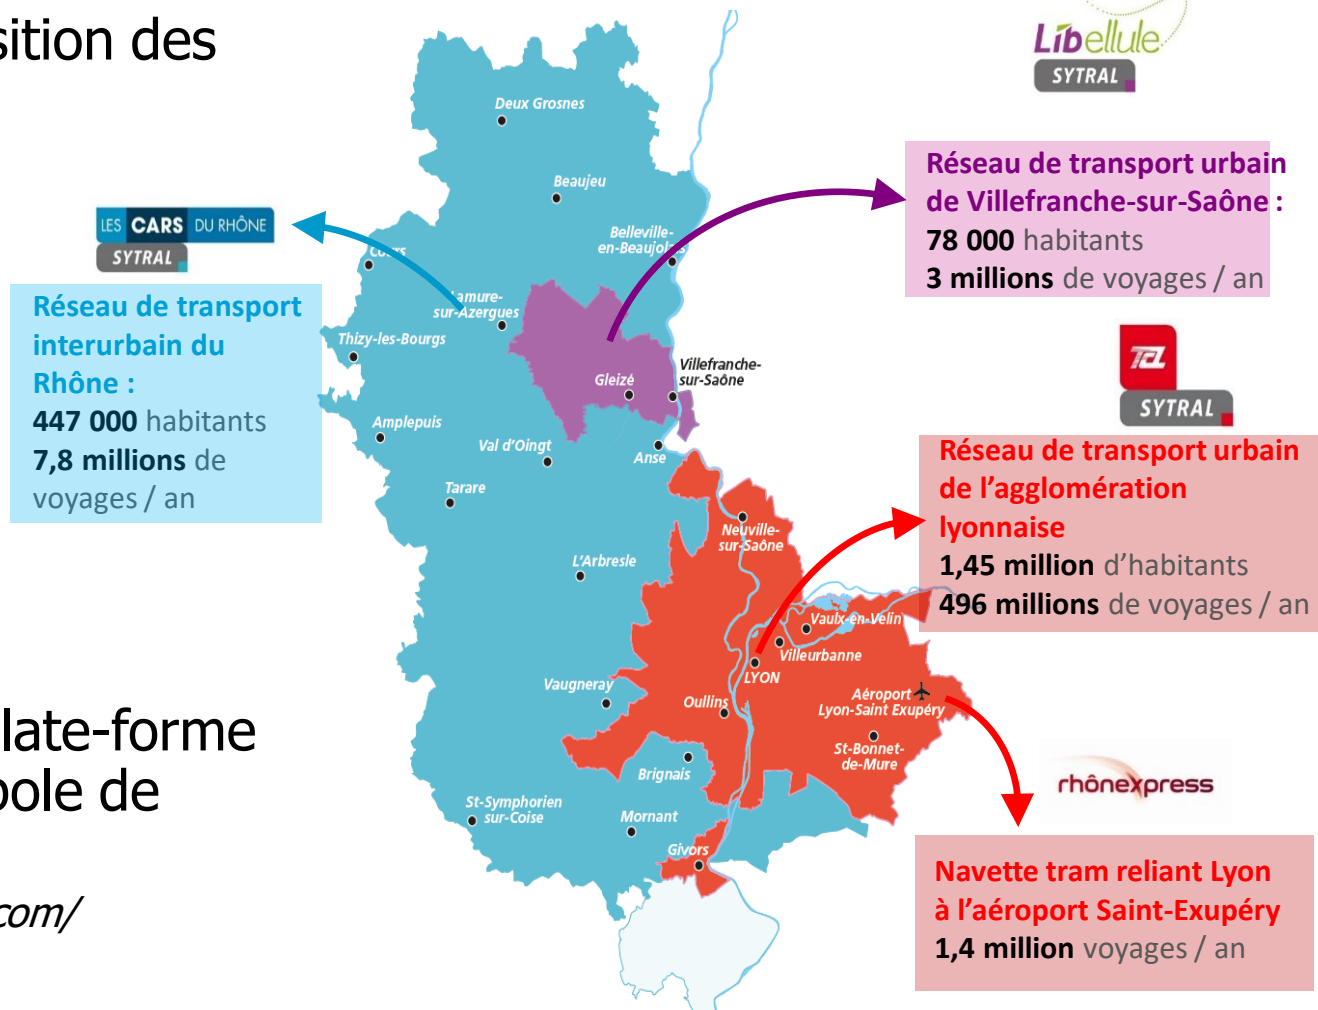 sition des
Libellule
SYTRAL
Deux Grosnes
Réseau de transport urbain
de Villefranche-sur-Saône :
78 000 habitants
3 millions de voyages / an
Beaujeu
LES CARS DU RHÔNE
SYTRAL
Belleville-
en-Beaujolais
Cours
Réseau de transport
interurbain du
Rhône :
447 000 habitants
7,8 millions de
voyages / an
Lamure-
sur-Azergues
Thizy-les-Bourgs
Villefranche-
sur-Saône
Gleizé
TCL
SYTRAL
Amplepuis
Val d'Oingt
Anse
Tarare
Réseau de transport urbain
de l’agglomération
lyonnaise
1,45 million d’habitants
496 millions de voyages / an
Neuville-
sur-Saône
L'Arbresle
Vaulx-en-Velin
Villeurbanne
LYON
Vaugneray
Oullins
Aéroport
Lyon-Saint Exupéry
St-Bonnet-
de-Mure
late-forme
pole de
Brignais
rhônexpress
St-Symphorien
sur-Coise
Mornant
Givors
Navette tram reliant Lyon
à l’aéroport Saint-Exupéry
1,4 million voyages / an
com/